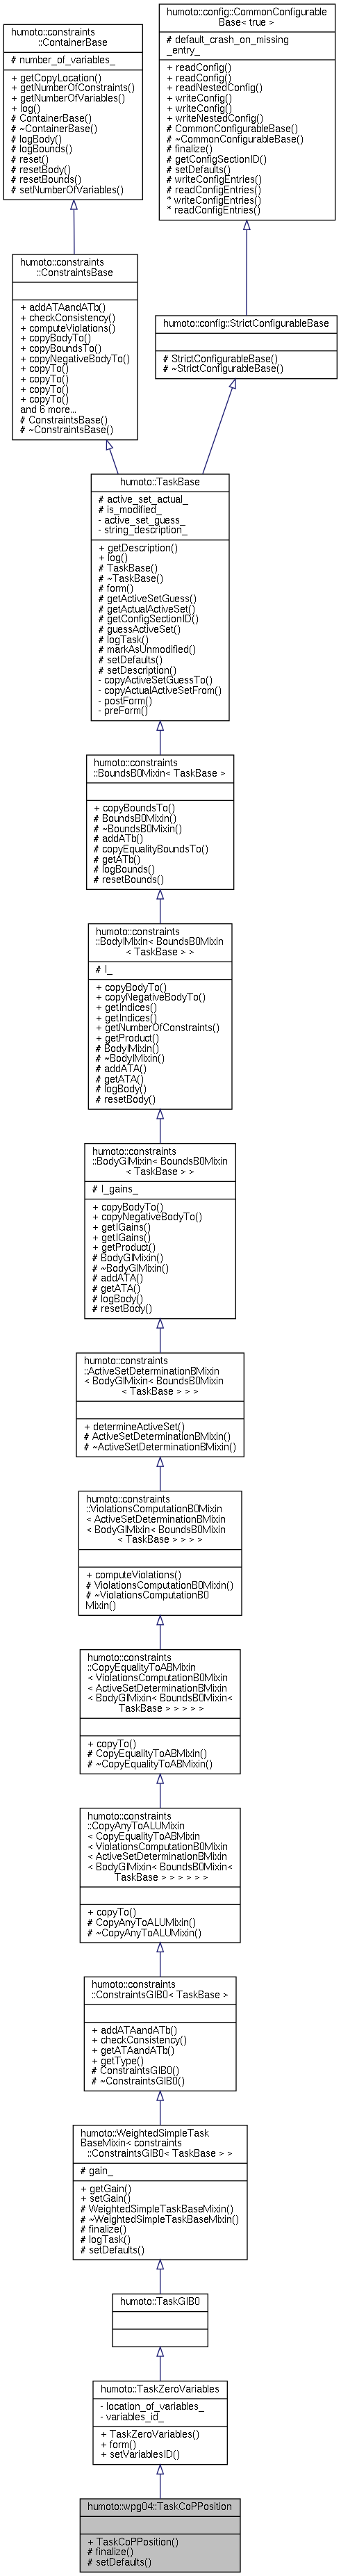 humoto::constraints
::ContainerBase
# number_of_variables_
+ getCopyLocation()
+ getNumberOfConstraints()
+ getNumberOfVariables()
+ log()
# ContainerBase()
# ~ContainerBase()
# logBody()
# logBounds()
# reset()
# resetBody()
# resetBounds()
# setNumberOfVariables()
humoto::config::CommonConfigurable
Base< true >
# default_crash_on_missing
_entry_
+ readConfig()
+ readConfig()
+ readNestedConfig()
+ writeConfig()
+ writeConfig()
+ writeNestedConfig()
# CommonConfigurableBase()
# ~CommonConfigurableBase()
# finalize()
# getConfigSectionID()
# setDefaults()
# writeConfigEntries()
# readConfigEntries()
* writeConfigEntries()
* readConfigEntries()
humoto::constraints
::ConstraintsBase
+ addATAandATb()
+ checkConsistency()
+ computeViolations()
+ copyBodyTo()
+ copyBoundsTo()
+ copyNegativeBodyTo()
+ copyTo()
+ copyTo()
+ copyTo()
+ copyTo()
and 6 more...
# ConstraintsBase()
# ~ConstraintsBase()
humoto::config::StrictConfigurableBase
# StrictConfigurableBase()
# ~StrictConfigurableBase()
humoto::TaskBase
# active_set_actual_
# is_modified_
- active_set_guess_
- string_description_
+ getDescription()
+ log()
# TaskBase()
# ~TaskBase()
# form()
# getActiveSetGuess()
# getActualActiveSet()
# getConfigSectionID()
# guessActiveSet()
# logTask()
# markAsUnmodified()
# setDefaults()
# setDescription()
- copyActiveSetGuessTo()
- copyActualActiveSetFrom()
- postForm()
- preForm()
humoto::constraints
::BoundsB0Mixin< TaskBase >
+ copyBoundsTo()
# BoundsB0Mixin()
# ~BoundsB0Mixin()
# addATb()
# copyEqualityBoundsTo()
# getATb()
# logBounds()
# resetBounds()
humoto::constraints
::BodyIMixin< BoundsB0Mixin
< TaskBase > >
# I_
+ copyBodyTo()
+ copyNegativeBodyTo()
+ getIndices()
+ getIndices()
+ getNumberOfConstraints()
+ getProduct()
# BodyIMixin()
# ~BodyIMixin()
# addATA()
# getATA()
# logBody()
# resetBody()
humoto::constraints
::BodyGIMixin< BoundsB0Mixin
< TaskBase > >
# I_gains_
+ copyBodyTo()
+ copyNegativeBodyTo()
+ getIGains()
+ getIGains()
+ getProduct()
# BodyGIMixin()
# ~BodyGIMixin()
# addATA()
# getATA()
# logBody()
# resetBody()
humoto::constraints
::ActiveSetDeterminationBMixin
< BodyGIMixin< BoundsB0Mixin
< TaskBase > > >
+ determineActiveSet()
# ActiveSetDeterminationBMixin()
# ~ActiveSetDeterminationBMixin()
humoto::constraints
::ViolationsComputationB0Mixin
< ActiveSetDeterminationBMixin
< BodyGIMixin< BoundsB0Mixin
< TaskBase > > > >
+ computeViolations()
# ViolationsComputationB0Mixin()
# ~ViolationsComputationB0
Mixin()
humoto::constraints
::CopyEqualityToABMixin
< ViolationsComputationB0Mixin
< ActiveSetDeterminationBMixin
< BodyGIMixin< BoundsB0Mixin<
TaskBase > > > > >
+ copyTo()
# CopyEqualityToABMixin()
# ~CopyEqualityToABMixin()
humoto::constraints
::CopyAnyToALUMixin
< CopyEqualityToABMixin
< ViolationsComputationB0Mixin
< ActiveSetDeterminationBMixin
< BodyGIMixin< BoundsB0Mixin<
TaskBase > > > > > >
+ copyTo()
# CopyAnyToALUMixin()
# ~CopyAnyToALUMixin()
humoto::constraints
::ConstraintsGIB0< TaskBase >
+ addATAandATb()
+ checkConsistency()
+ getATAandATb()
+ getType()
# ConstraintsGIB0()
# ~ConstraintsGIB0()
humoto::WeightedSimpleTask
BaseMixin< constraints
::ConstraintsGIB0< TaskBase > >
# gain_
+ getGain()
+ setGain()
# WeightedSimpleTaskBaseMixin()
# ~WeightedSimpleTaskBaseMixin()
# finalize()
# logTask()
# setDefaults()
humoto::TaskGIB0
humoto::TaskZeroVariables
- location_of_variables_
- variables_id_
+ TaskZeroVariables()
+ form()
+ setVariablesID()
humoto::wpg04::TaskCoPPosition
+ TaskCoPPosition()
# finalize()
# setDefaults()